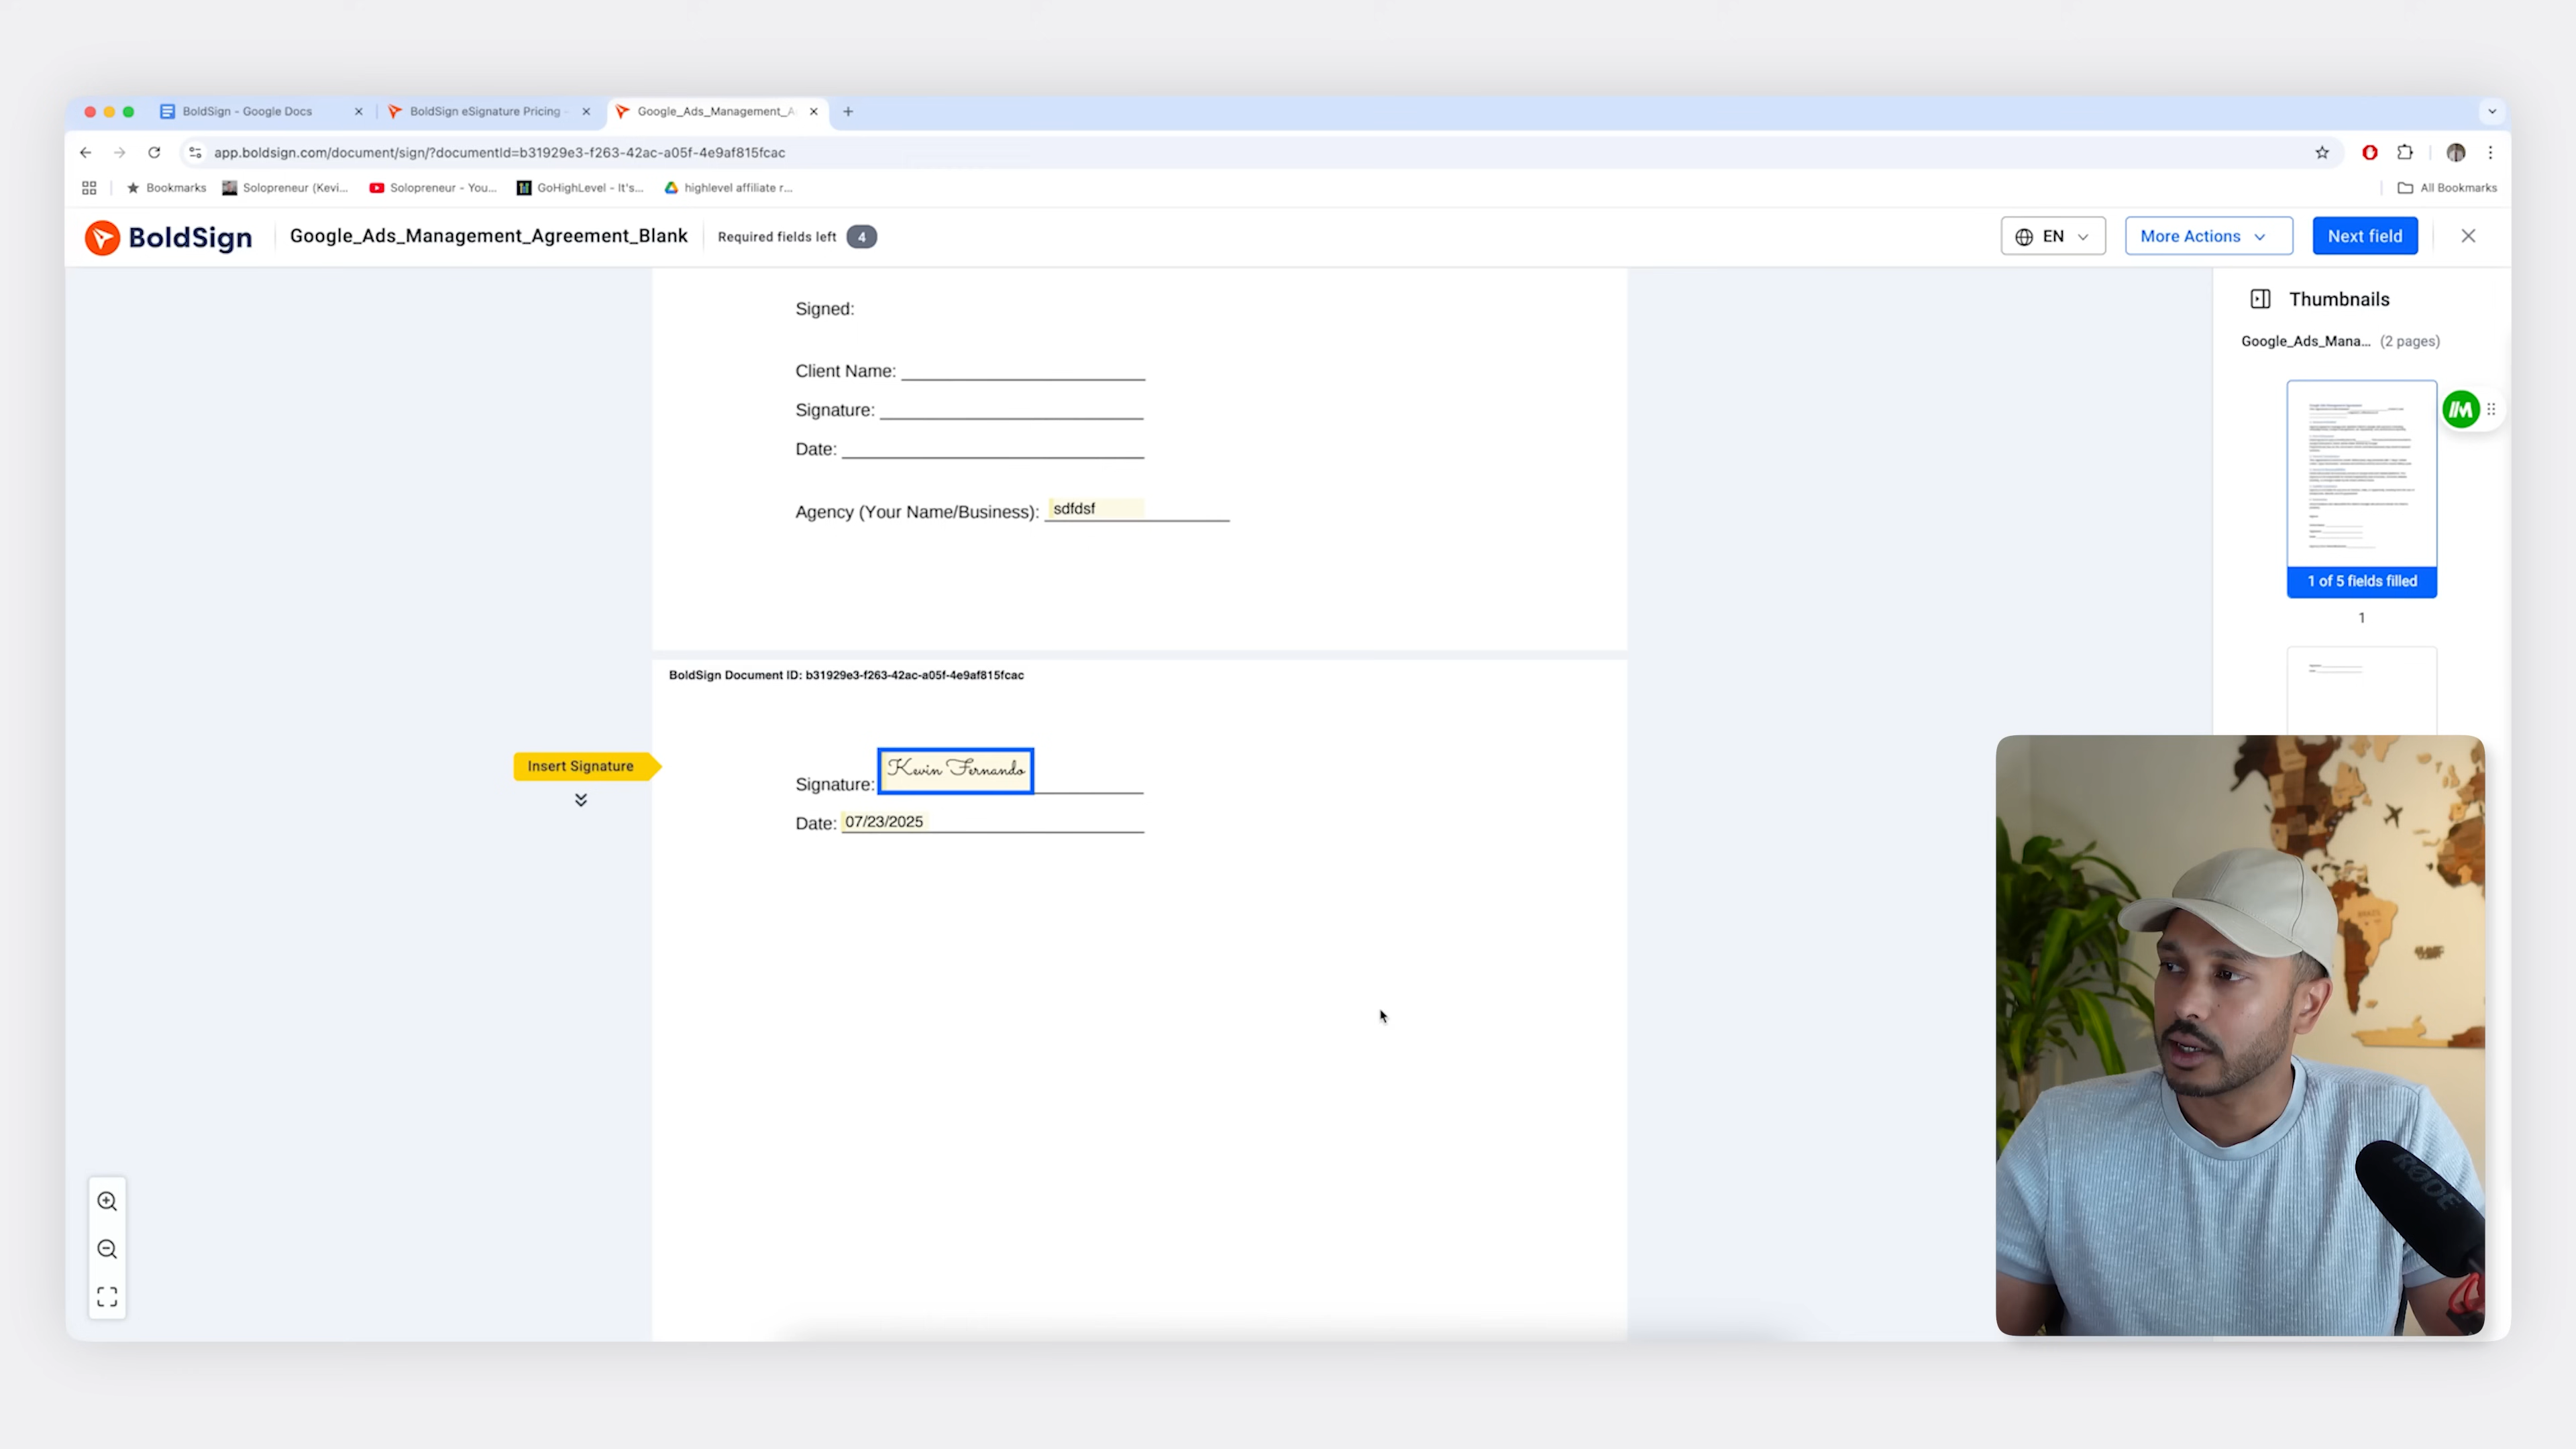 BoldSign - Google Docs
BoldSign eSignature Pricing -
Google_Ads_Management_A
app.boldsign.com/document/sign/?documentId=b31929e3-f263-42ac-a05f-4e9af815fcac
Bookmarks
Solopreneur (Kevi...
Solopreneur - You...
GoHighLevel - It's...
highlevel affiliate r...
All Bookmarks
BoldSign
Google_Ads_Management_Agreement_Blank
Required fields left 4
EN
More Actions
Next field
Signed:
Client Name:
Signature:
Date:
Agency (Your Name/Business): sdfdsf
BoldSign Document ID: b31929e3-f263-42ac-a05f-4e9af815fcac
Insert Signature
Signature: Kevin Fernando
Date: 07/23/2025
Thumbnails
Google_Ads_Mana... (2 pages)
1 of 5 fields filled
1
BRAZIL
RØDE